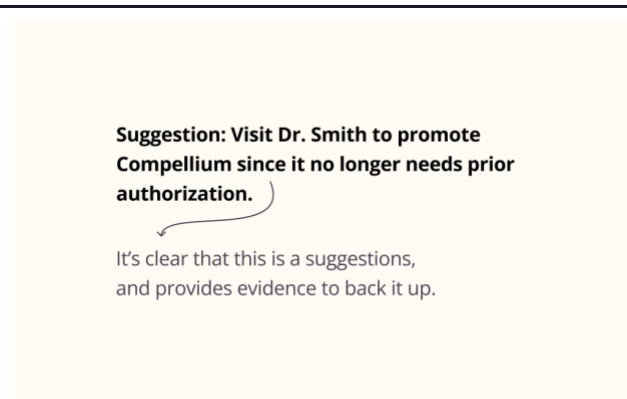 Suggestion: Visit Dr. Smith to promote
Compellium since it no longer needs prior
authorization.
It’s clear that this is a suggestions,
and provides evidence to back it up.